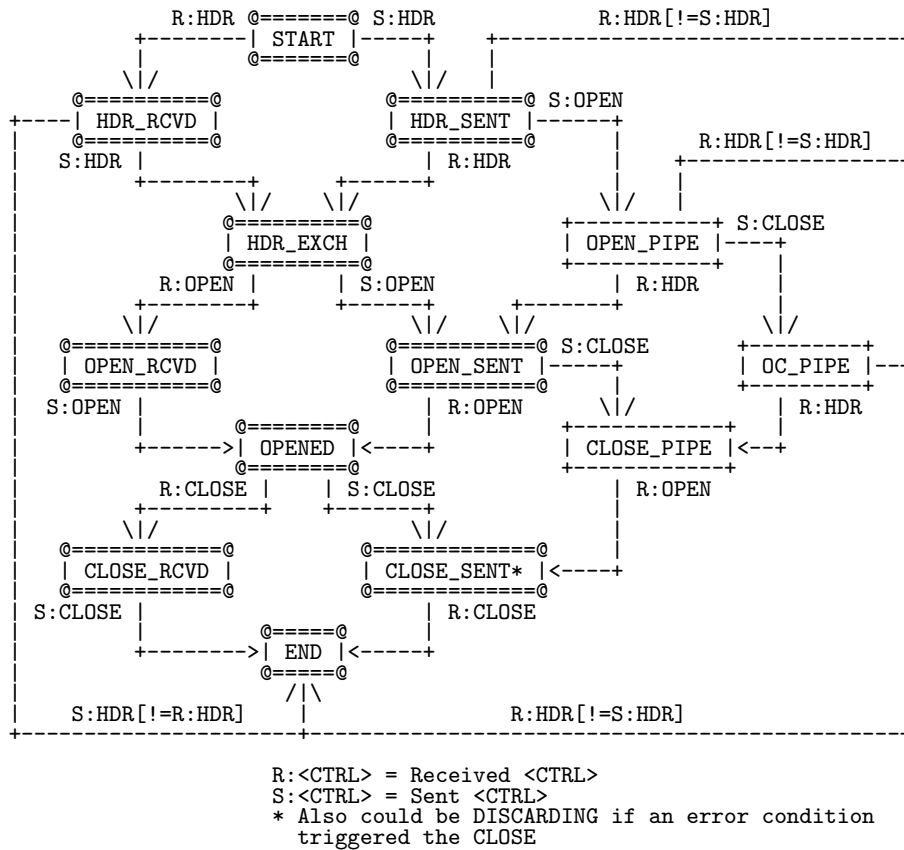 R:HDR @=======@ S:HDR R:HDR[!=S:HDR]
+--------| START |-----+ +--------------------------------
| @=======@ | |
\|/ \|/ |
@==========@ @==========@ S:OPEN
+----| HDR_RCVD | | HDR_SENT |------+
| @==========@ @==========@ | R:HDR[!=S:HDR]
| S:HDR | | R:HDR | +-----------------
| +--------+ +------+ | |
| \|/ \|/ \|/ |
| @==========@ +-----------+ S:CLOSE
| | HDR_EXCH | | OPEN_PIPE |----+
| @==========@ +-----------+ |
| R:OPEN | | S:OPEN | R:HDR |
| +--------+ +------+ +-------+ |
| \|/ \|/ \|/ \|/
| @===========@ @===========@ S:CLOSE +---------+
| | OPEN_RCVD | | OPEN_SENT |-----+ | OC_PIPE |--
| @===========@ @===========@ | +---------+
| S:OPEN | | R:OPEN \|/ | R:HDR
| | @========@ | +------------+ |
| +----->| OPENED |<----+ | CLOSE_PIPE |<--+
| @========@ +------------+
| R:CLOSE | | S:CLOSE | R:OPEN
| +---------+ +-------+ |
| \|/ \|/ |
| @============@ @=============@ |
| | CLOSE_RCVD | | CLOSE_SENT* |<----+
| @============@ @=============@
| S:CLOSE | | R:CLOSE
| | @=====@ |
| +-------->| END |<-----+
| @=====@
| /|\
| S:HDR[!=R:HDR] | R:HDR[!=S:HDR]
+----------------------+-----------------------------------------------
R:<CTRL> = Received <CTRL>
S:<CTRL> = Sent <CTRL>
* Also could be DISCARDING if an error condition
triggered the CLOSE